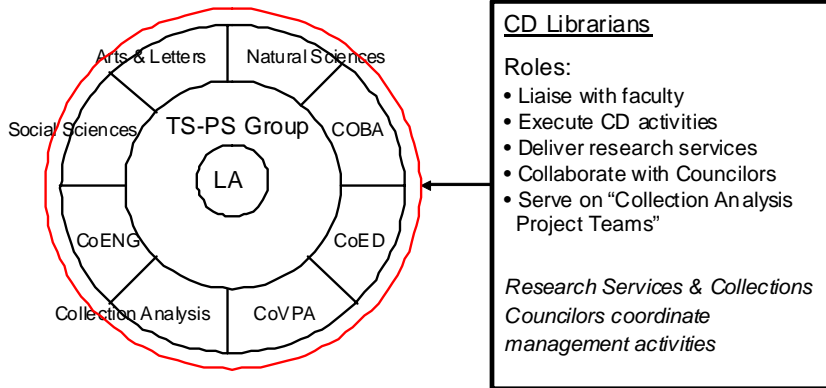 Arts & Letters
Natural Sciences
Social Sciences
TS-PS Group
COBA
LA
CoENG
CoED
Collection Analysis
CoVPA
CD Librarians
Roles:
• Liaise with faculty
• Execute CD activities
• Deliver research services
• Collaborate with Councilors
• Serve on “Collection Analysis
Project Teams”
Research Services & Collections
Councilors coordinate
management activities